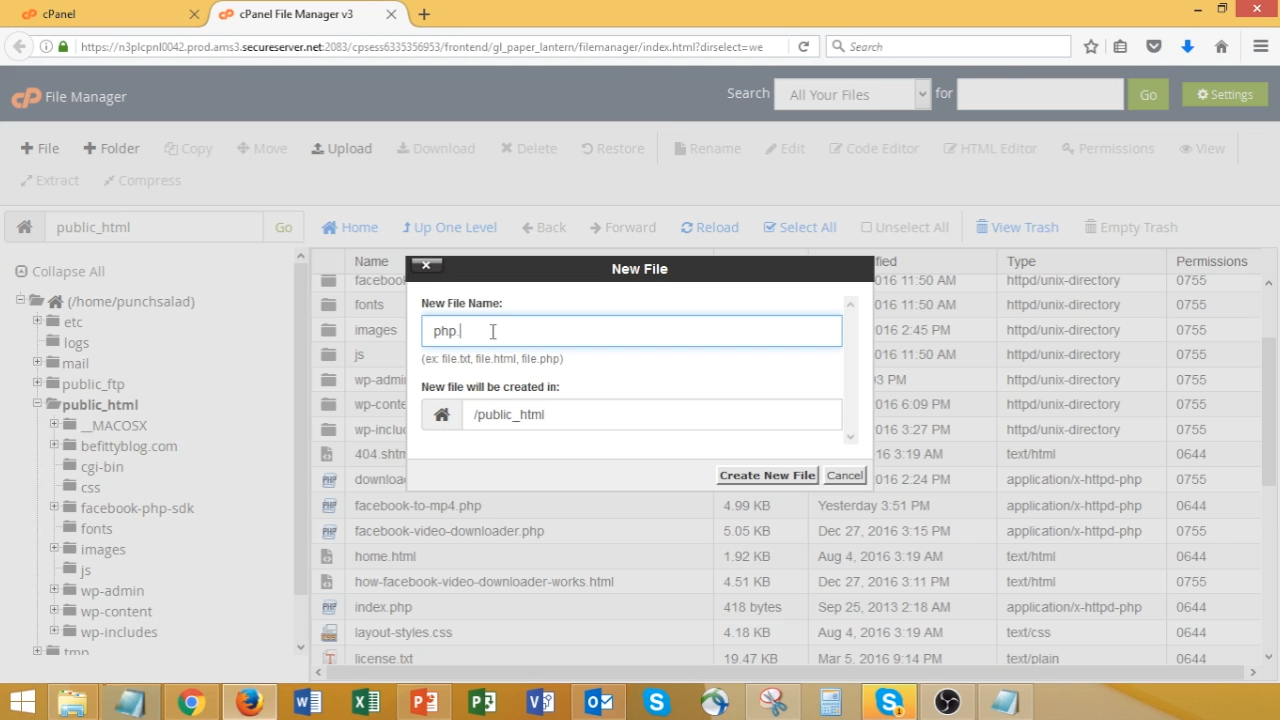 cPanel
cPanel File Manager v3
https://n3plcpnl0042.prod.ams3.secureserver.net:2083/cpsess6335356953/frontend/gl_paper_lantern/filemanager/index.html?dirselect=we
Search
cP File Manager
Search All Your Files for Go Settings
File Folder Copy Move Upload Download Delete Restore Rename Edit Code Editor HTML Editor Permissions View
Extract Compress
public_html Go Home Up One Level Back Forward Reload Select All Unselect All View Trash Empty Trash
Collapse All
(/home/punchsalad)
etc
logs
mail
public_ftp
public_html
__MACOSX
befittyblog.com
cgi-bin
css
facebook-php-sdk
fonts
images
js
wp-admin
wp-content
wp-includes
tmp
Name Type Permissions
016 11:50 AM httpd/unix-directory 0755
fonts 016 11:50 AM httpd/unix-directory 0755
images 016 2:45 PM httpd/unix-directory 0755
js 016 11:50 AM httpd/unix-directory 0755
PM httpd/unix-directory 0755
016 6:09 PM httpd/unix-directory 0755
016 3:27 PM httpd/unix-directory 0755
016 3:19 AM text/html 0644
016 2:24 PM application/x-httpd-php 0755
facebook-to-mp4.php 4.99 KB Yesterday 3:51 PM application/x-httpd-php 0644
facebook-video-downloader.php 5.05 KB Dec 27, 2016 3:15 PM application/x-httpd-php 0755
home.html 1.92 KB Aug 4, 2016 3:19 AM text/html 0644
how-facebook-video-downloader-works.html 4.51 KB Dec 27, 2016 3:11 PM text/html 0755
index.php 418 bytes Sep 25, 2013 2:18 AM application/x-httpd-php 0644
layout-styles.css 4.18 KB Aug 4, 2016 3:19 AM text/css 0644
license.txt 19.47 KB Mar 5, 2016 9:14 PM text/plain 0644
New File
New File Name:
php.
(ex: file.txt, file.html, file.php)
New file will be created in:
/public_html
Create New File Cancel